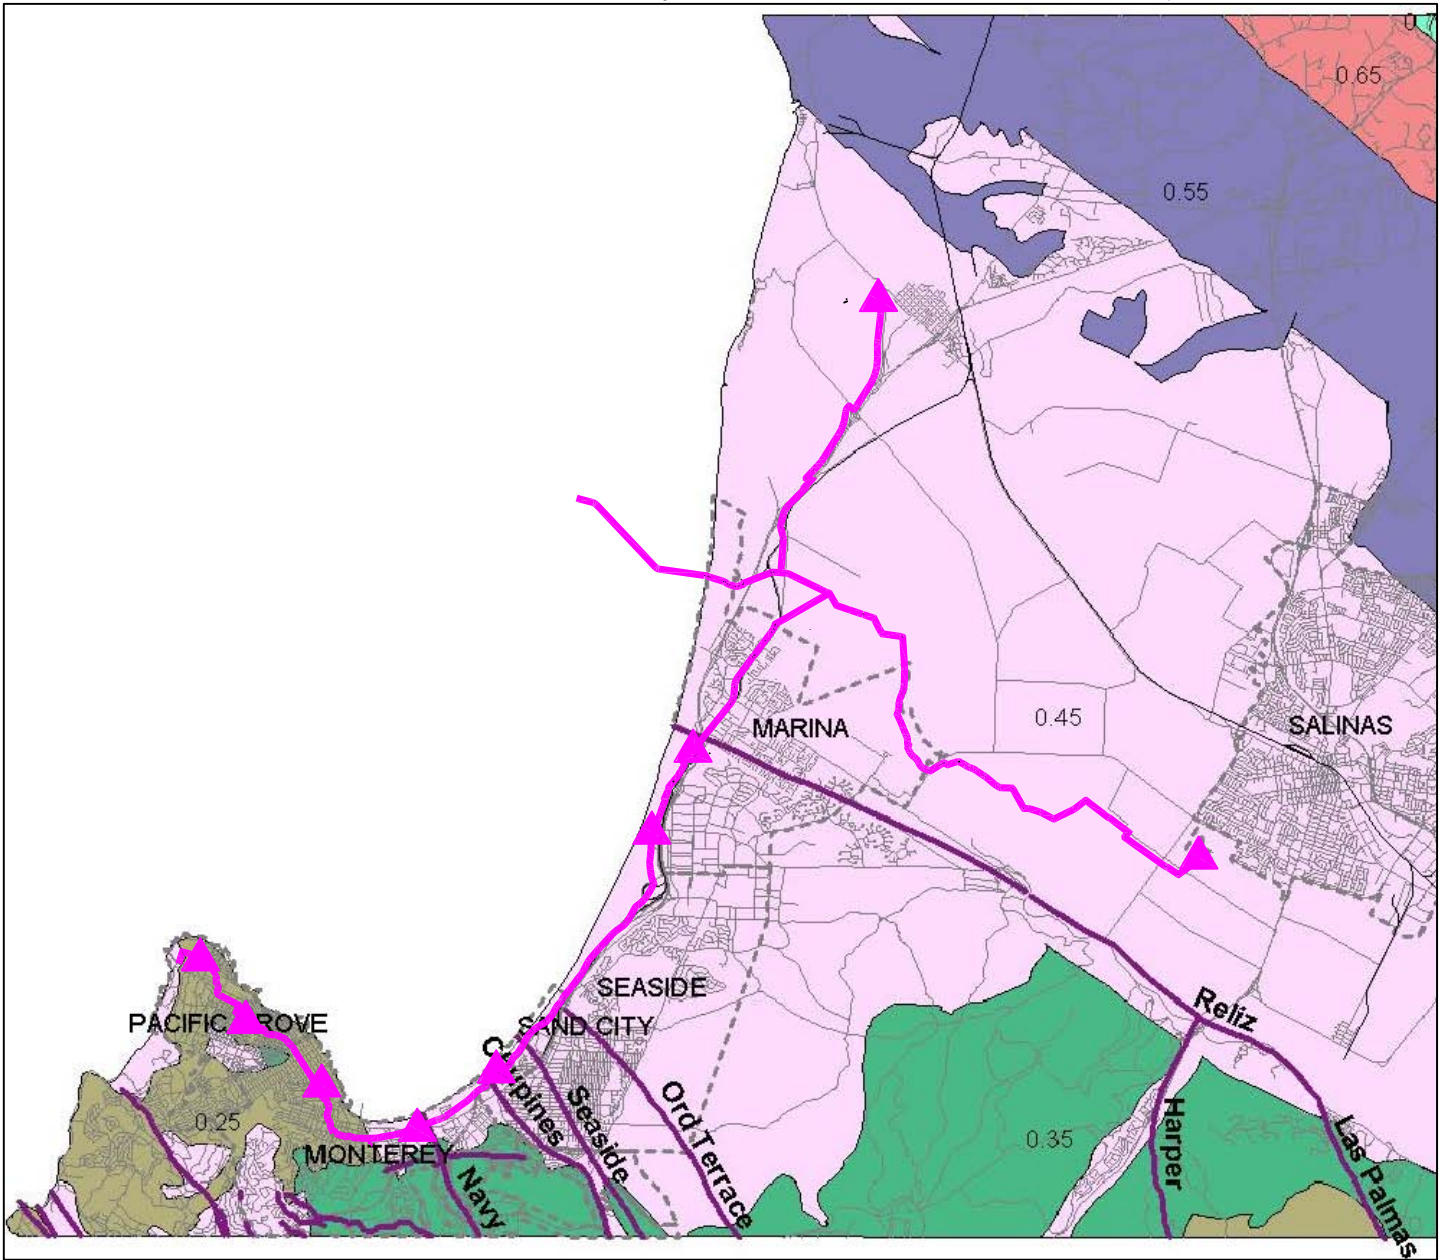 0.65
0.55
0.45
MARINA
SALINAS
SEASIDE
SAND CITY
Reliz
PACIFIC GROVE
Chupines
Seaside
Ord Terrace
Harper
Las Palmas
0.25
0.35
MONTEREY
Navy